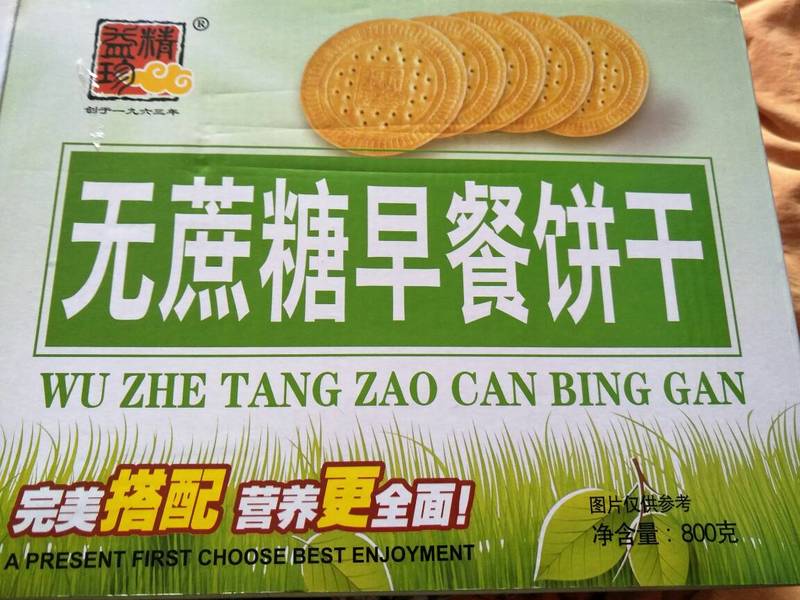 益精珍
®
创于一九六三年
无蔗糖早餐饼干
WU ZHE TANG ZAO CAN BING GAN
完美搭配 营养更全面!
图片仅供参考
净含量:800克
A PRESENT FIRST CHOOSE BEST ENJOYMENT